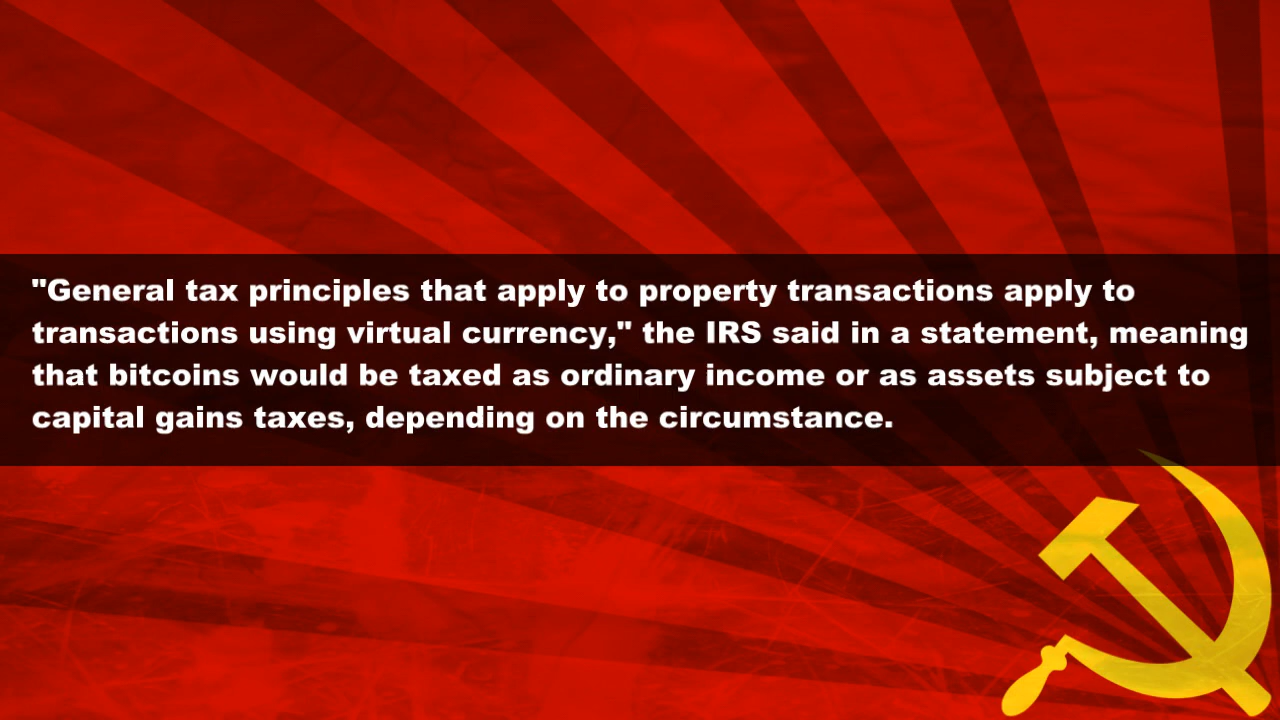 "General tax principles that apply to property transactions apply to
transactions using virtual currency," the IRS said in a statement, meaning
that bitcoins would be taxed as ordinary income or as assets subject to
capital gains taxes, depending on the circumstance.